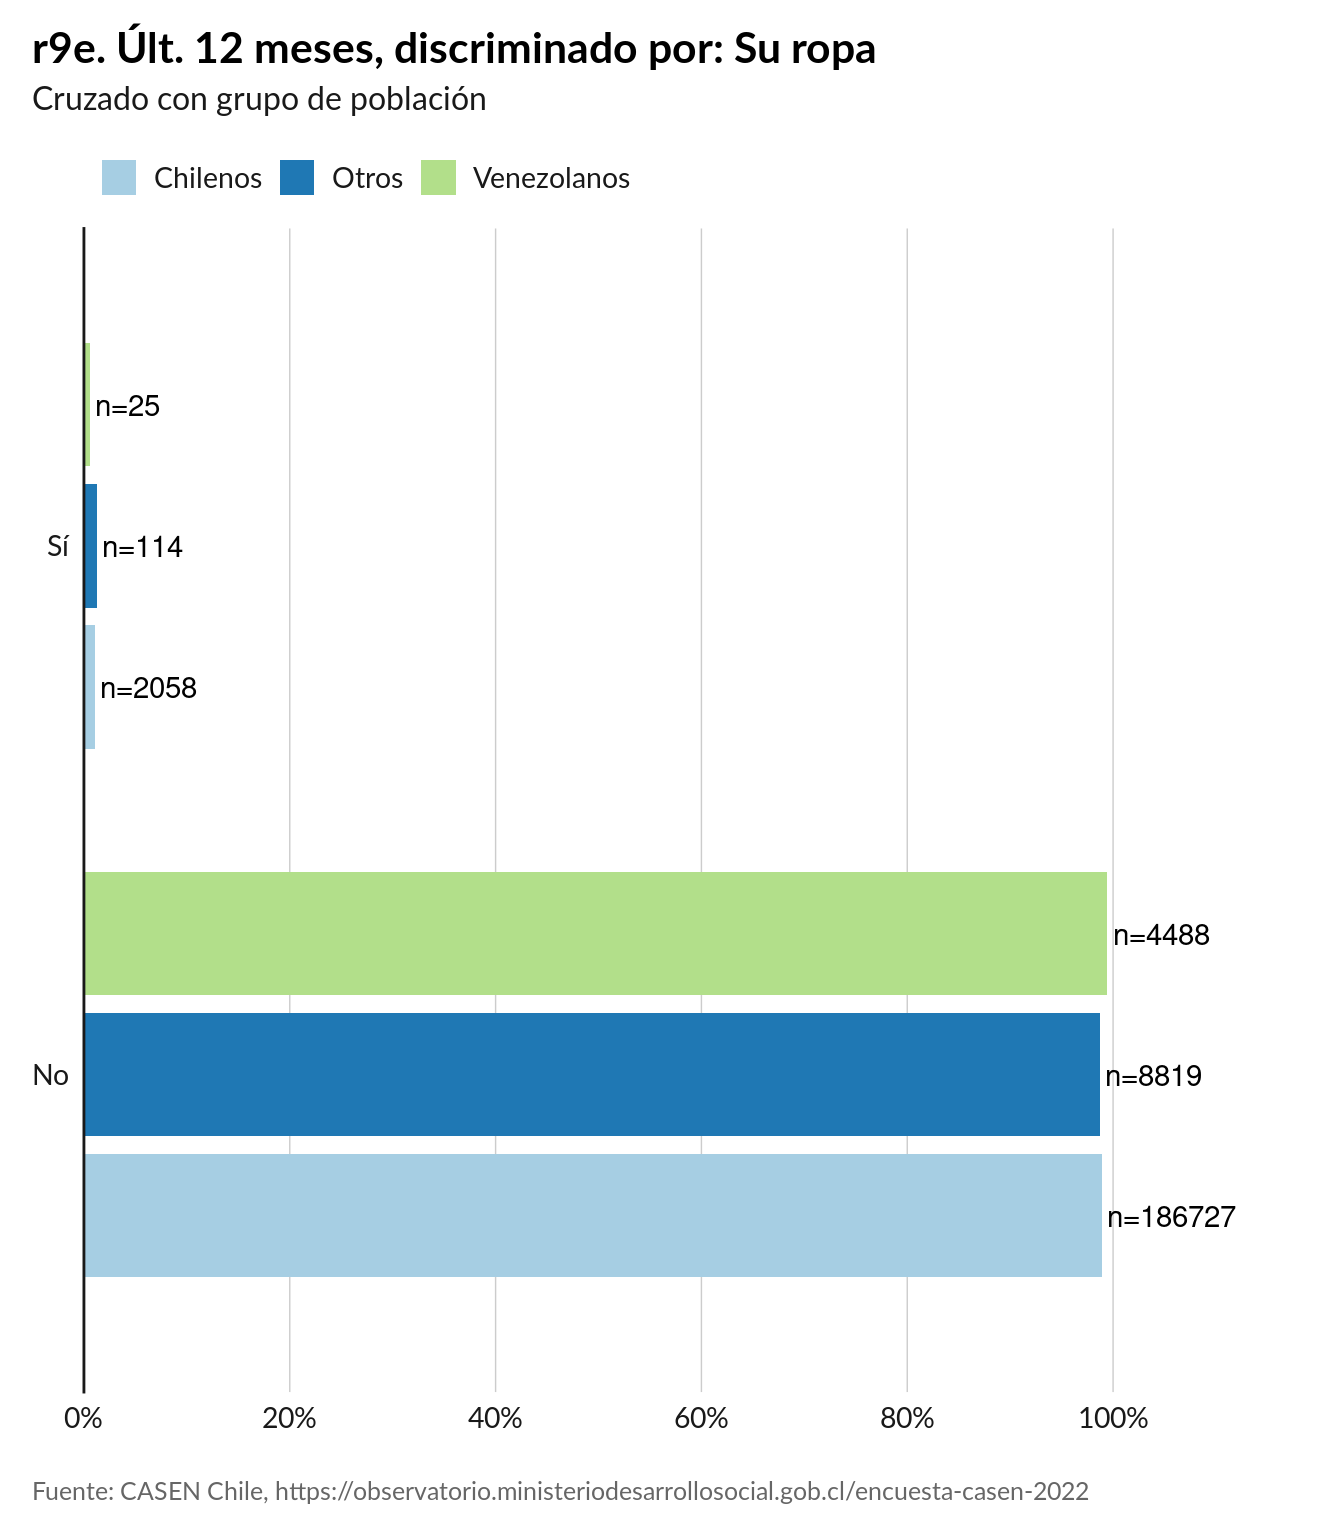 r9e. Últ. 12 meses, discriminado por: Su ropa
Cruzado con grupo de población
Chilenos Otros Venezolanos
n=25
Sí n=114
n=2058
n=4488
No n=8819
n=186727
0% 20% 40% 60% 80% 100%
Fuente: CASEN Chile, https://observatorio.ministeriodesarrollosocial.gob.cl/encuesta-casen-2022